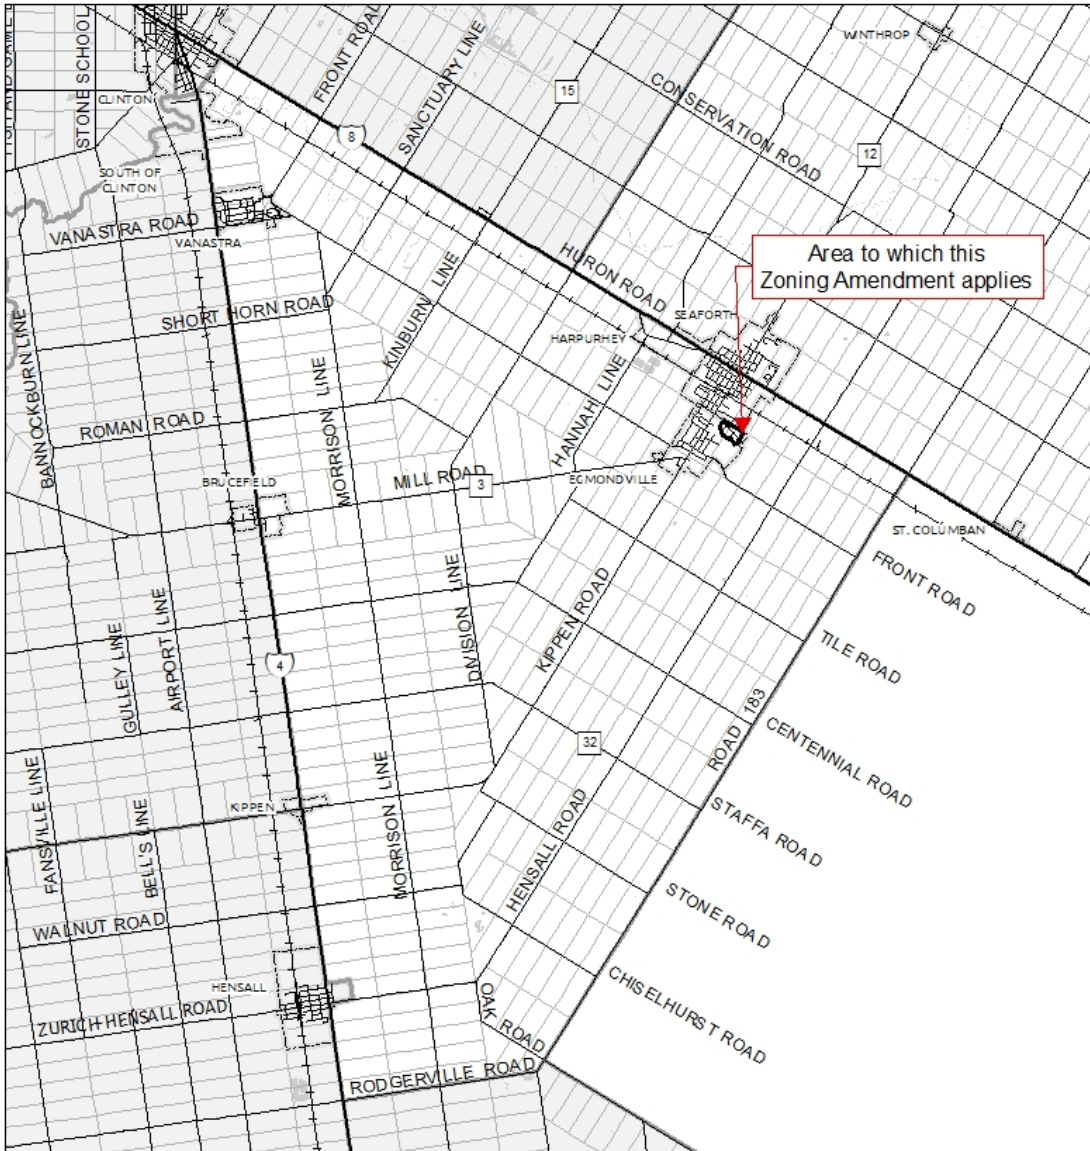 FRONT ROAD
SANCTUARY LINE
STONE SCHOOL
WINTHROP
15
CONSERVATION ROAD
CLINTON
8
12
SOUTH OF
CLINTON
VANASTRA ROAD
VANASTRA
HURON ROAD
Area to which this
Zoning Amendment applies
KINBURN LINE
SHORT HORN ROAD
SEAFORTH
HARPURHEY
BANNOCKBURN LINE
MORRISON LINE
HANNAH LINE
ROMAN ROAD
MILL ROAD
3
BRUCEFIELD
EGMONDVILLE
ST. COLUMBAN
FRONT ROAD
DIVISION LINE
KIPPEN ROAD
GULLEY LINE
AIRPORT LINE
TILE ROAD
4
ROAD 183
CENTENNIAL ROAD
32
FANSVILLE LINE
BELL'S LINE
KIPPEN
MORRISON LINE
HENSALL ROAD
STAFFA ROAD
WALNUT ROAD
STONE ROAD
HENSALL
ZURICH-HENSALL ROAD
OAK ROAD
CHISELHURST ROAD
RODGERVILLE ROAD